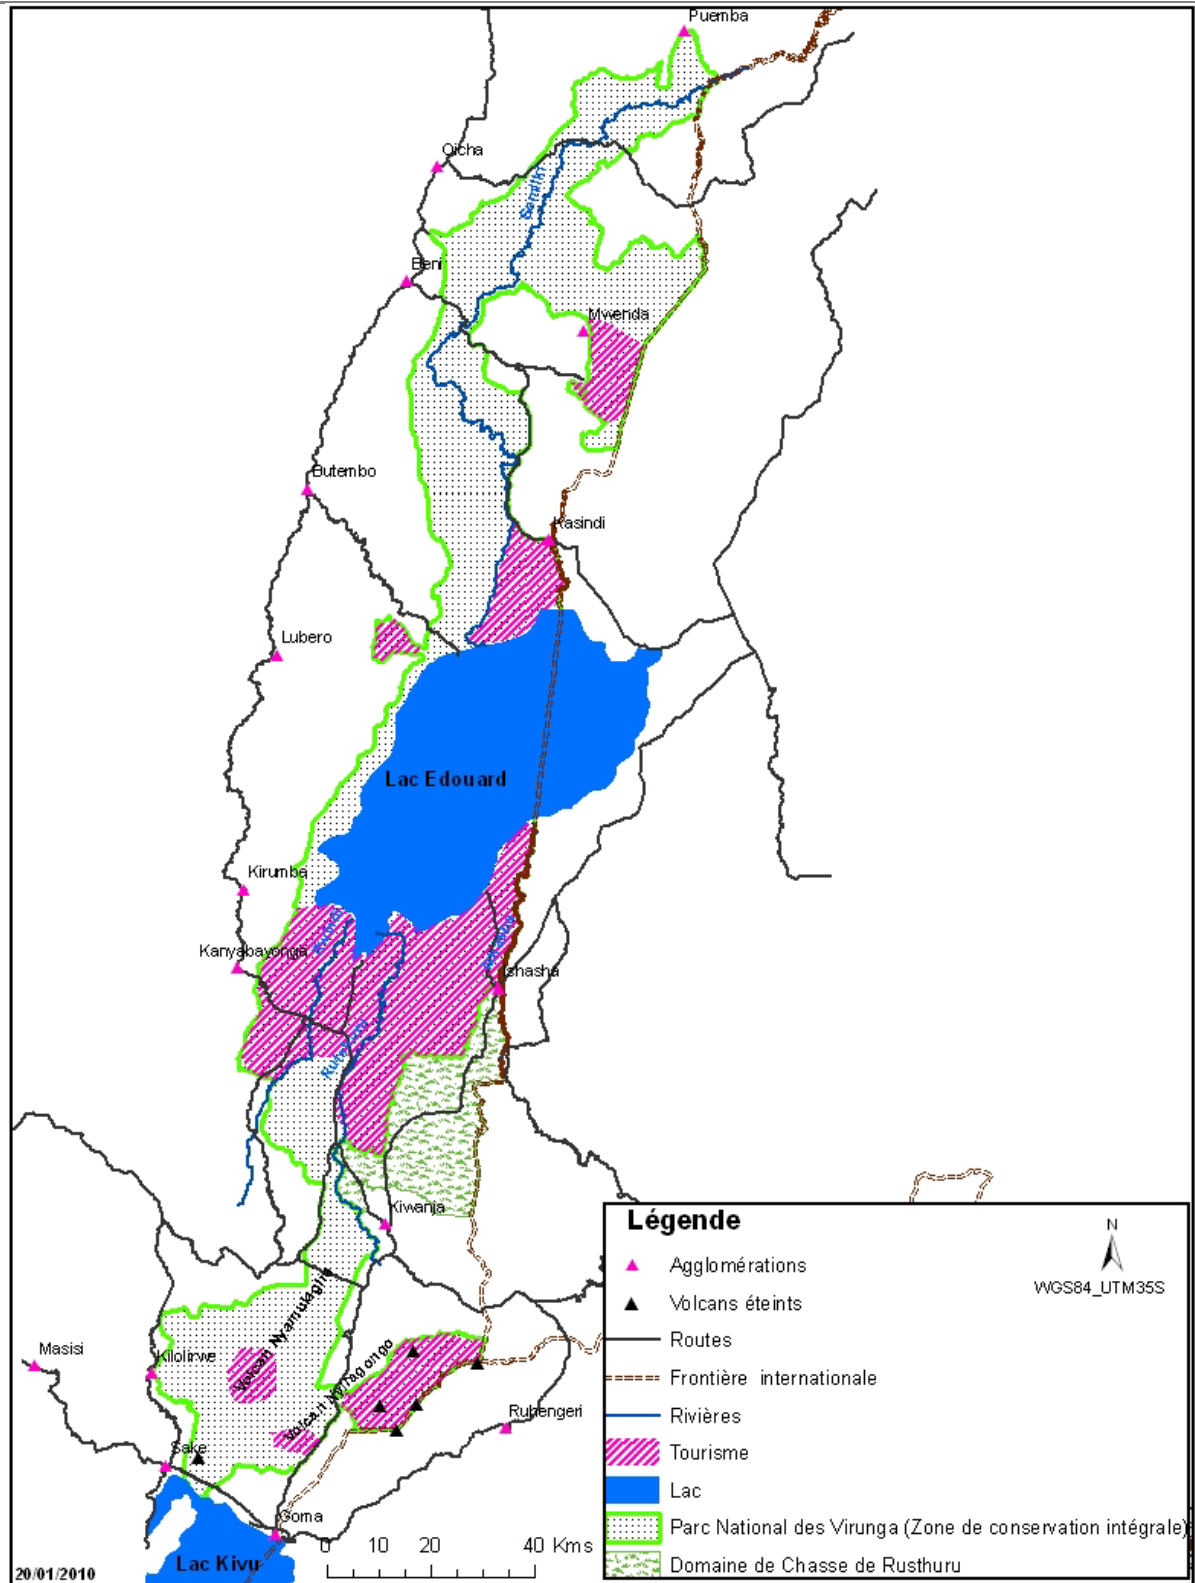 Puemba
Oicha
Semliki
Beni
Mwenda
Butembo
Kasindi
Lubero
Lac Edouard
Kirumba
Kanyabayonga
Ishasha
Kiwanja
Volcan Nyamulagira
Volcan Nyiragongo
Masisi
Kilolirwe
Ruhengeri
Sake
Goma
Lac Kivu
0 10 20 40 Kms
20/01/2010
Légende
N
WGS84_UTM35S
Agglomérations
Volcans éteints
Routes
Frontière internationale
Rivières
Tourisme
Lac
Parc National des Virunga (Zone de conservation intégrale)
Domaine de Chasse de Rusthuru